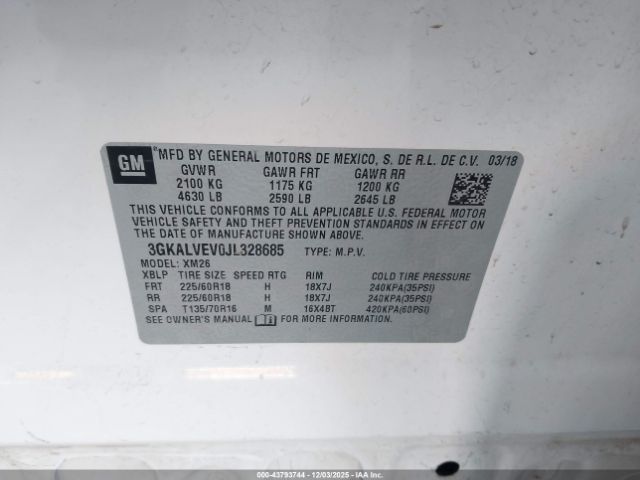 GM
eMFD BY GENERAL MOTORS DE MEXICO, S. DE R.L. DE C.V. 03/18
GVWR GAWR FRT GAWR RR
2100 KG 1175 KG 1200 KG
4630 LB 2590 LB 2645 LB
THIS VEHICLE CONFORMS TO ALL APPLICABLE U.S. FEDERAL MOTOR
VEHICLE SAFETY AND THEFT PREVENTION STANDARDS IN EFFECT ON
THE DATE OF MANUFACTURE SHOWN ABOVE.
3GKALVEV0JL328685 TYPE: M.P.V.
MODEL: XM26
XBLP TIRE SIZE SPEED RTG RIM COLD TIRE PRESSURE
FRT 225/60R18 H 18X7J 240KPA(35PSI)
RR 225/60R18 H 18X7J 240KPA(35PSI)
SPA T135/70R16 M 16X4BT 420KPA(60PSI)
SEE OWNER'S MANUAL FOR MORE INFORMATION.
000-43793744 - 12/03/2025 - IAA Holdings, LLC.